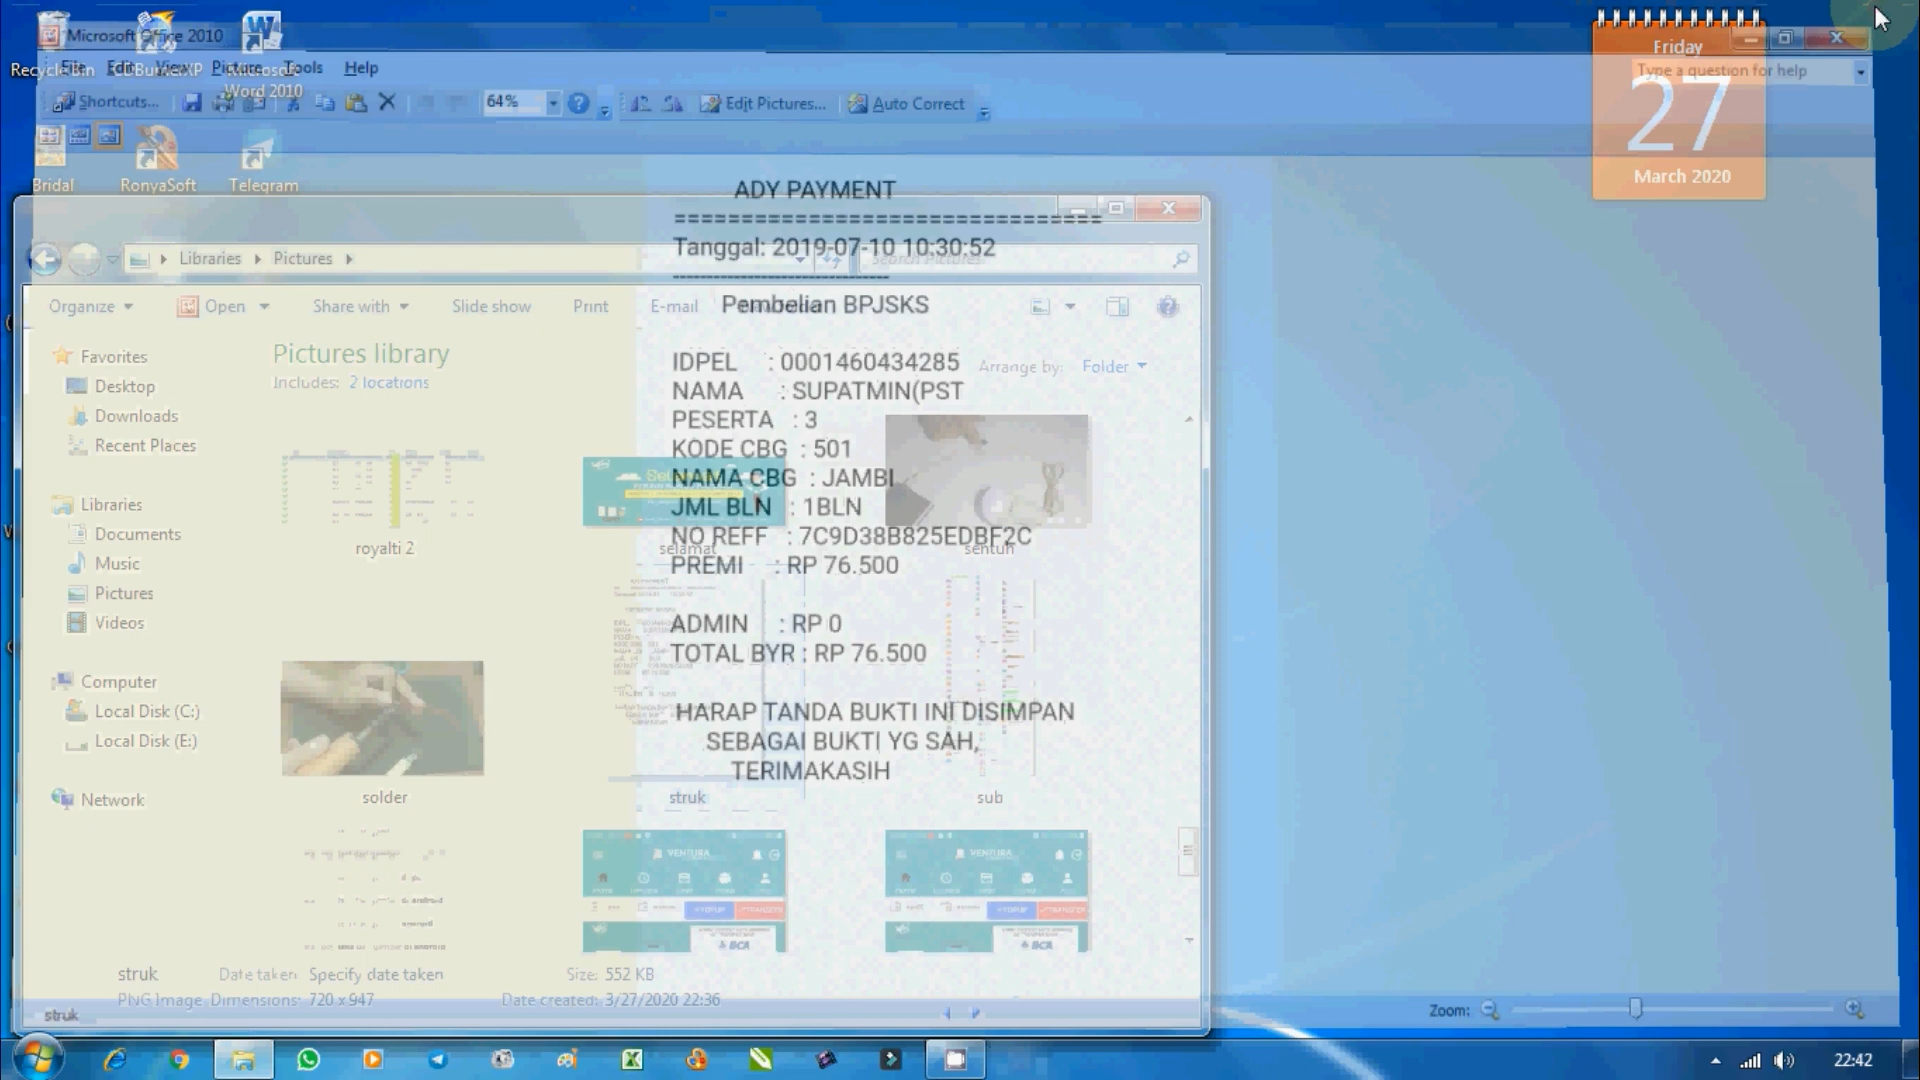 Microsoft Office 2010
File Edit View Picture Tools Help
Type a question for help
Shortcuts...
64%
Edit Pictures...
Auto Correct
Recycle Bin
Microsoft
Word 2010
Bridal
RonyaSoft
Telegram
Friday
27
March 2020
Libraries
Pictures
Search Pictures
Organize
Open
Share with
Slide show
Print
E-mail
Favorites
Desktop
Downloads
Recent Places
Libraries
Documents
Music
Pictures
Videos
Computer
Local Disk (C:)
Local Disk (E:)
Network
Pictures library
Includes: 2 locations
Arrange by: Folder
royalti 2
selamat
sentuh
solder
struk
sub
VENTURA
BCA
VENTURA
BCA
ADY PAYMENT
================================
Tanggal: 2019-07-10 10:30:52
--------------------------------
Pembelian BPJSKS
IDPEL : 0001460434285
NAMA : SUPATMIN(PST
PESERTA : 3
KODE CBG : 501
NAMA CBG : JAMBI
JML BLN : 1BLN
NO REFF : 7C9D38B825EDBF2C
PREMI : RP 76.500
ADMIN : RP 0
TOTAL BYR : RP 76.500
HARAP TANDA BUKTI INI DISIMPAN
SEBAGAI BUKTI YG SAH,
TERIMAKASIH
struk Date taken: Specify date taken Size: 552 KB
PNG Image Dimensions: 720 x 947 Date created: 3/27/2020 22:36
struk
Zoom:
22:42